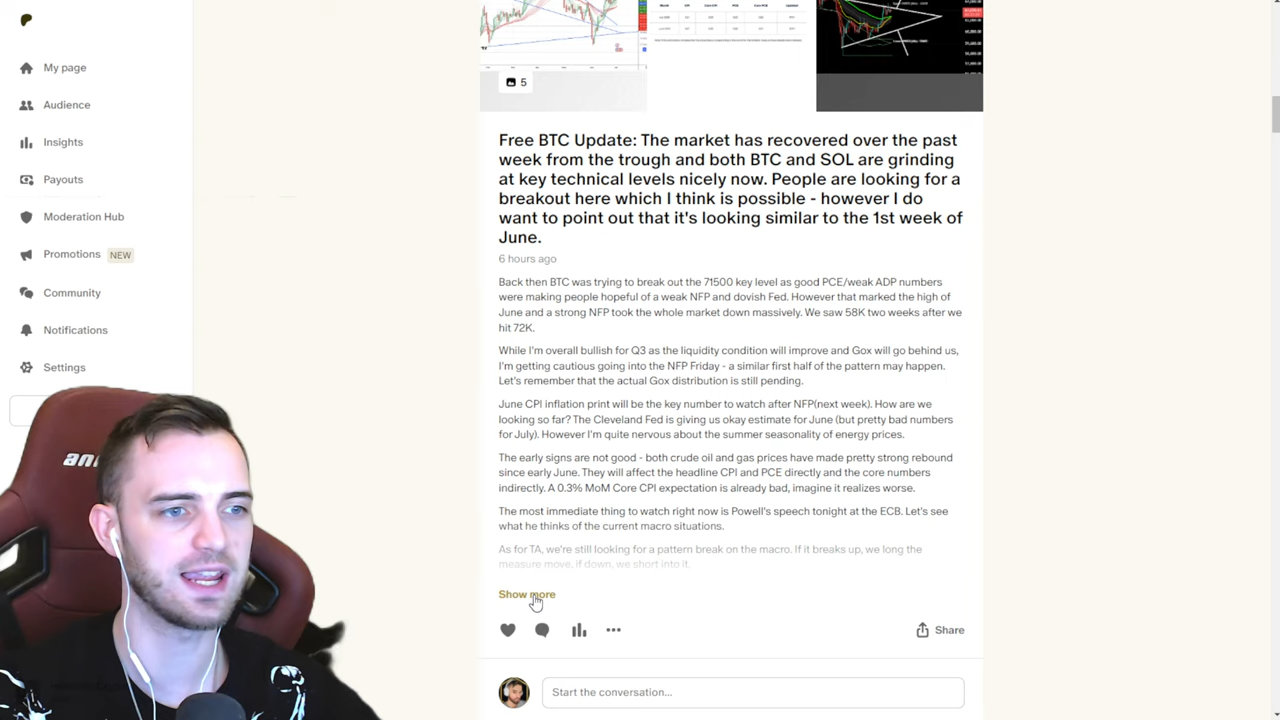 My page
Audience
Insights
Payouts
Moderation Hub
Promotions NEW
Community
Notifications
Settings
5
Free BTC Update: The market has recovered over the past
week from the trough and both BTC and SOL are grinding
at key technical levels nicely now. People are looking for a
breakout here which I think is possible - however I do
want to point out that it's looking similar to the 1st week of
June.
6 hours ago
Back then BTC was trying to break out the 71500 key level as good PCE/weak ADP numbers
were making people hopeful of a weak NFP and dovish Fed. However that marked the high of
June and a strong NFP took the whole market down massively. We saw 58K two weeks after we
hit 72K.
While I'm overall bullish for Q3 as the liquidity condition will improve and Gox will go behind us,
I'm getting cautious going into the NFP Friday - a similar first half of the pattern may happen.
Let's remember that the actual Gox distribution is still pending.
June CPI inflation print will be the key number to watch after NFP(next week). How are we
looking so far? The Cleveland Fed is giving us okay estimate for June (but pretty bad numbers
for July). However I'm quite nervous about the summer seasonality of energy prices.
The early signs are not good - both crude oil and gas prices have made pretty strong rebound
since early June. They will affect the headline CPI and PCE directly and the core numbers
indirectly. A 0.3% MoM Core CPI expectation is already bad, imagine it realizes worse.
The most immediate thing to watch right now is Powell's speech tonight at the ECB. Let's see
what he thinks of the current macro situations.
As for TA, we're still looking for a pattern break on the macro. If it breaks up, we long the
measure move, if down, we short into it.
Show more
Share
Start the conversation...